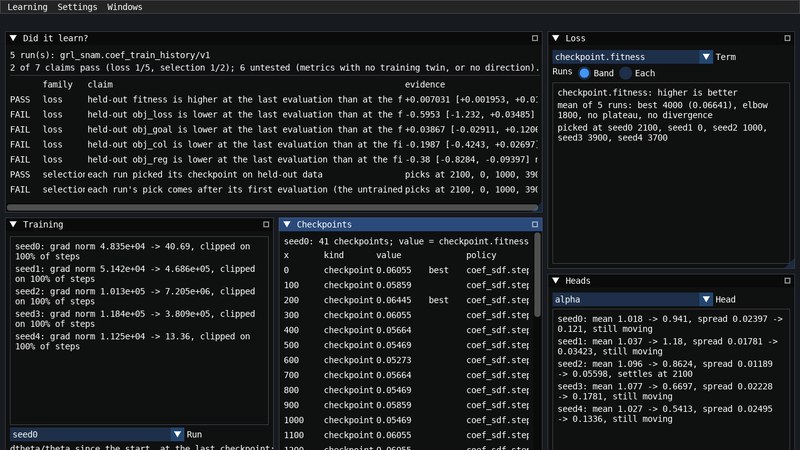 Learning Settings Windows
Did it learn?
5 run(s): grl_snam.coef_train_history/v1
2 of 7 claims pass (loss 1/5, selection 1/2); 6 untested (metrics with no training twin, or no direction).
family claim evidence
PASS loss held-out fitness is higher at the last evaluation than at the f +0.007031 [+0.001953, +0.01
FAIL loss held-out obj_loss is lower at the last evaluation than at the f -0.5953 [-1.232, +0.03485]
FAIL loss held-out obj_goal is lower at the last evaluation than at the f +0.03867 [-0.02911, +0.1206
FAIL loss held-out obj_col is lower at the last evaluation than at the fi -0.1987 [-0.4243, +0.02697]
FAIL loss held-out obj_reg is lower at the last evaluation than at the fi -0.38 [-0.8284, -0.09397]
PASS selection each run picked its checkpoint on held-out data picks at 2100, 0, 1000, 390
FAIL selection each run's pick comes after its first evaluation (the untrained picks at 2100, 0, 1000, 390
Loss
checkpoint.fitness Term
Runs Band Each
checkpoint.fitness: higher is better
mean of 5 runs: best 4000 (0.06641), elbow
1800, no plateau, no divergence
picked at seed0 2100, seed1 0, seed2 1000,
seed3 3900, seed4 3700
Training
seed0: grad norm 4.835e+04 -> 40.69, clipped on
100% of steps
seed1: grad norm 5.142e+04 -> 4.686e+05, clipped
on 100% of steps
seed2: grad norm 1.013e+05 -> 7.205e+06, clipped
on 100% of steps
seed3: grad norm 1.184e+05 -> 3.809e+05, clipped
on 100% of steps
seed4: grad norm 1.125e+04 -> 13.36, clipped on
100% of steps
seed0 Run
dtheta/theta since the start, at the last checkpoint:
Checkpoints
seed0: 41 checkpoints; value = checkpoint.fitness
x kind value policy
0 checkpoint 0.06055 best coef_sdf.step
100 checkpoint 0.05859 coef_sdf.step
200 checkpoint 0.06445 best coef_sdf.step
300 checkpoint 0.06055 coef_sdf.step
400 checkpoint 0.05664 coef_sdf.step
500 checkpoint 0.05469 coef_sdf.step
600 checkpoint 0.05273 coef_sdf.step
700 checkpoint 0.05664 coef_sdf.step
800 checkpoint 0.05469 coef_sdf.step
900 checkpoint 0.05859 coef_sdf.step
1000 checkpoint 0.05469 coef_sdf.step
1100 checkpoint 0.06055 coef_sdf.step
1200 checkpoint 0.06055 coef_sdf.step
Heads
alpha Head
seed0: mean 1.018 -> 0.941, spread 0.02397 ->
0.121, still moving
seed1: mean 1.037 -> 1.18, spread 0.01781 ->
0.03423, still moving
seed2: mean 1.096 -> 0.8624, spread 0.01189
-> 0.05598, settles at 2100
seed3: mean 1.077 -> 0.6697, spread 0.02228
-> 0.1781, still moving
seed4: mean 1.027 -> 0.5413, spread 0.02495
-> 0.1336, still moving